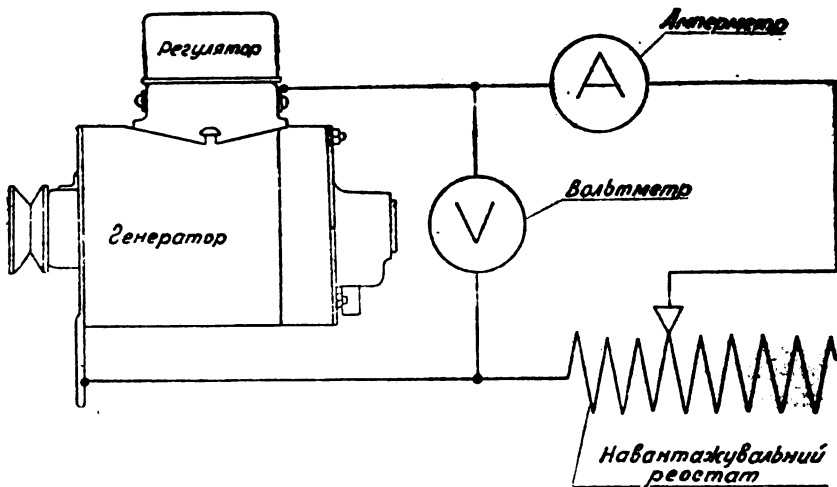 Регулятор
Амперметр
A
Вольтметр
V
Генератор
Навантажувальний
реостат